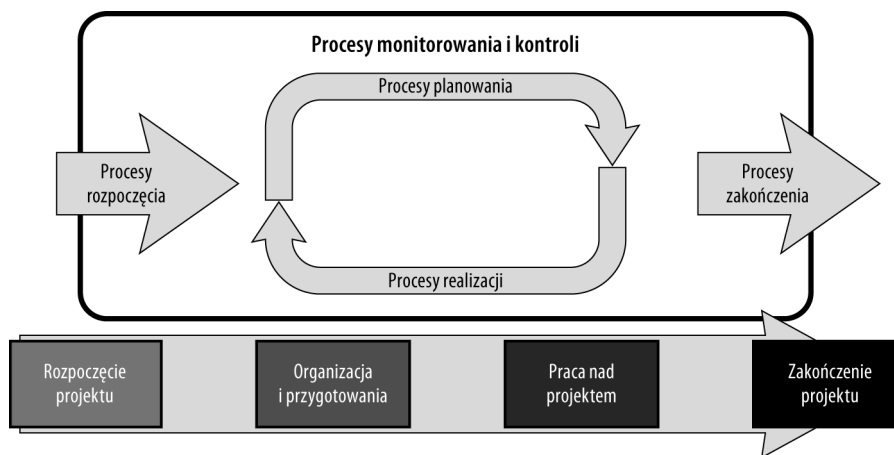 Procesy monitorowania i kontroli
Procesy planowania
Procesy
rozpoczęcia
Procesy
zakończenia
Procesy realizacji
Rozpoczęcie
projektu
Organizacja
i przygotowania
Praca nad
projektem
Zakończenie
projektu